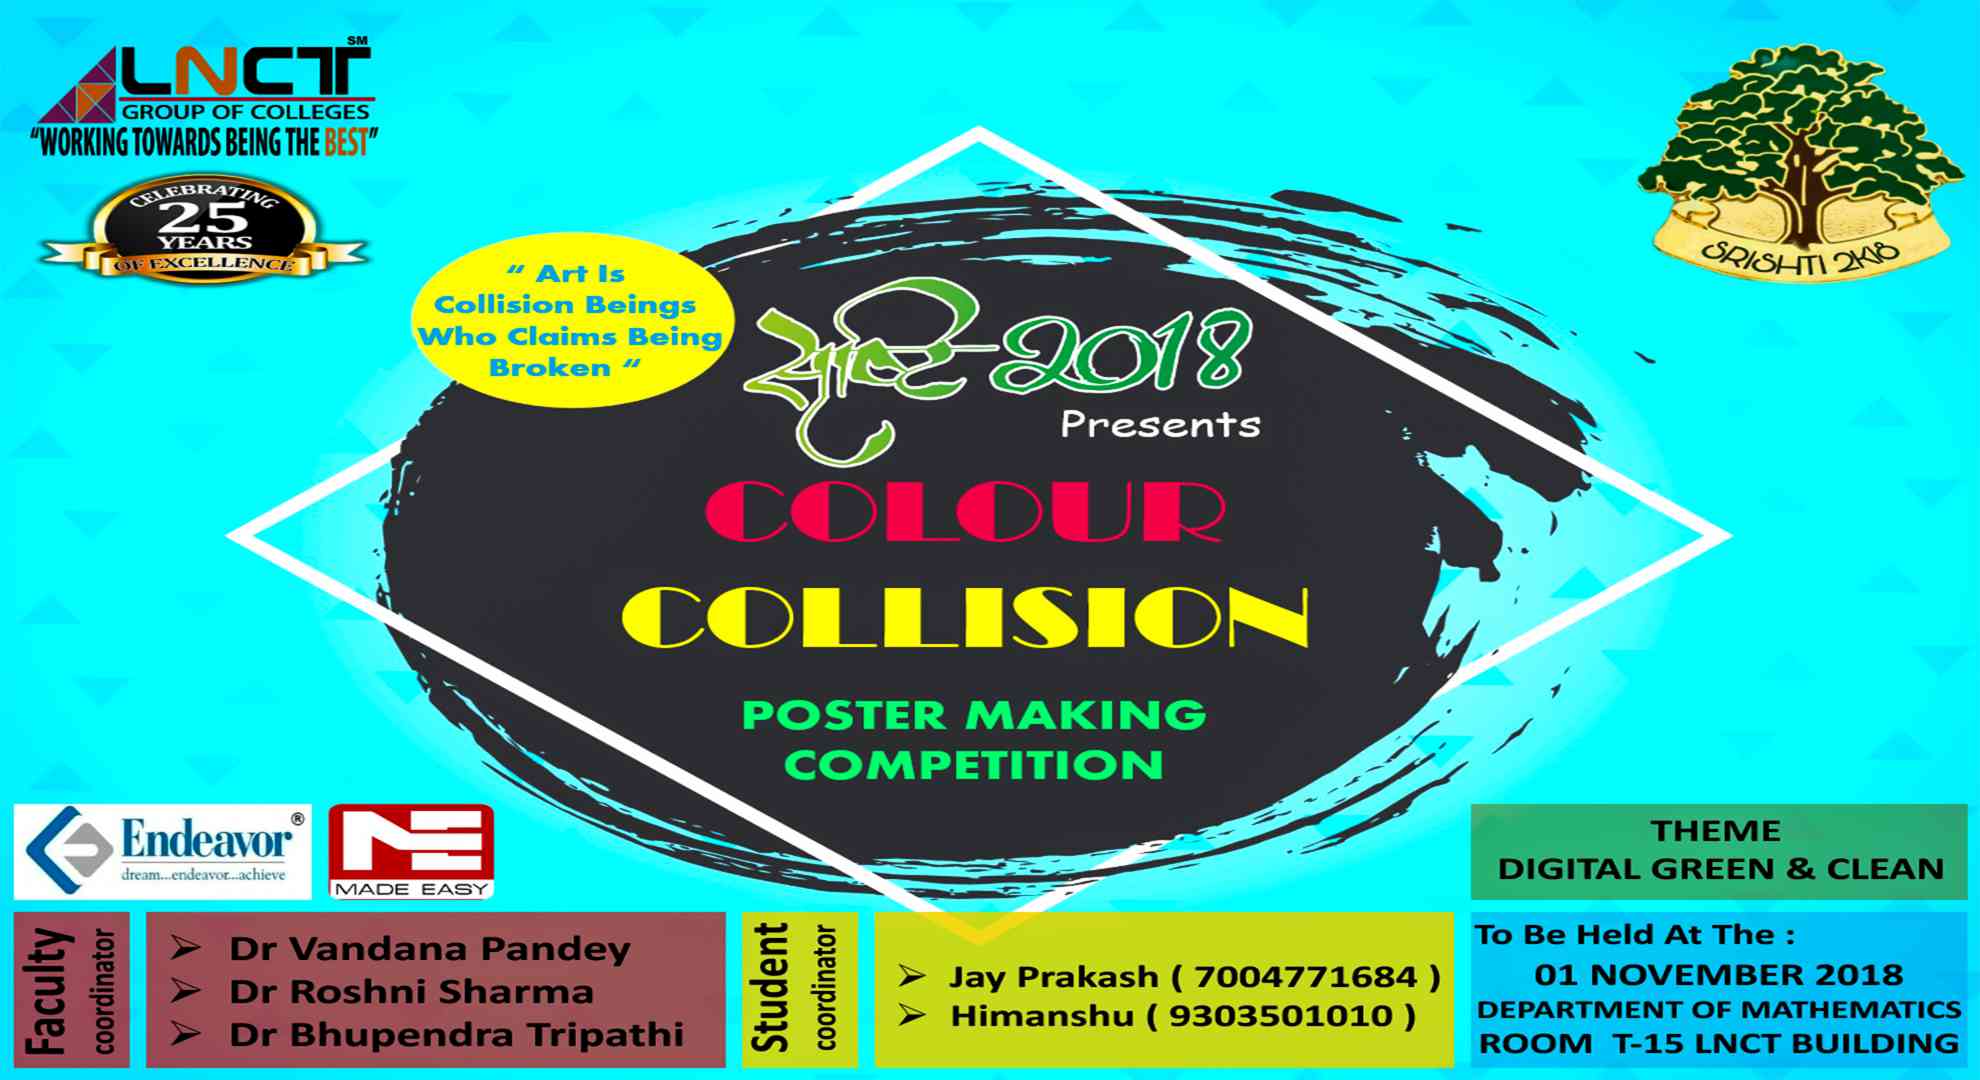 LNCT SM
GROUP OF COLLEGES
"WORKING TOWARDS BEING THE BEST"
CELEBRATING
25
YEARS
OF EXCELLENCE
SRISHTI 2K18
" Art Is
Collision Beings
Who Claims Being
Broken "
सृष्टि-2018
Presents
COLOUR
COLLISION
POSTER MAKING
COMPETITION
Endeavor®
dream...endeavor...achieve
MADE EASY
THEME
DIGITAL GREEN & CLEAN
Faculty
coordinator
➢ Dr Vandana Pandey
➢ Dr Roshni Sharma
➢ Dr Bhupendra Tripathi
Student
coordinator
➢ Jay Prakash ( 7004771684 )
➢ Himanshu ( 9303501010 )
To Be Held At The :
01 NOVEMBER 2018
DEPARTMENT OF MATHEMATICS
ROOM T-15 LNCT BUILDING